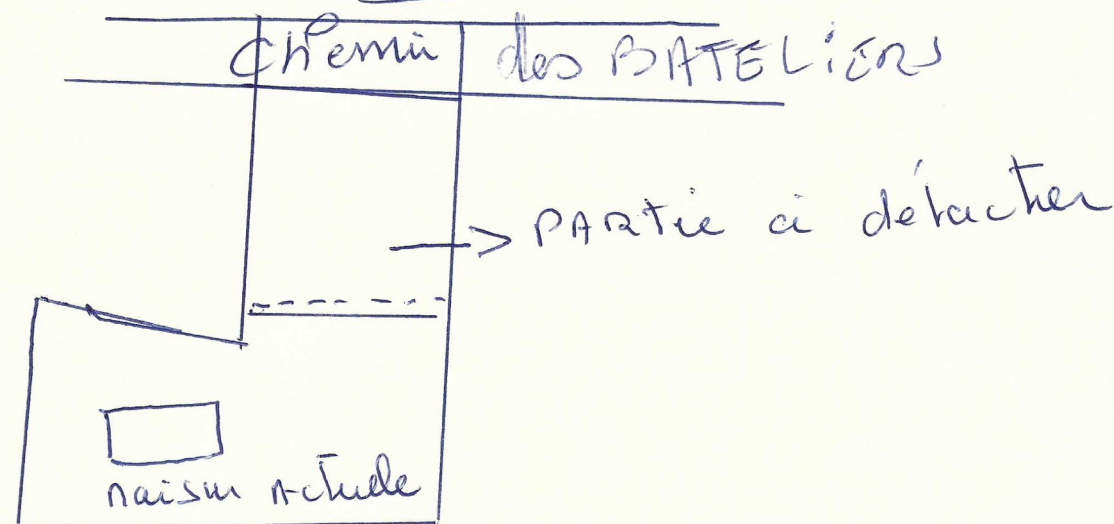 Chemin des BATELiERS
PARTie à détacher
Maison Actuelle